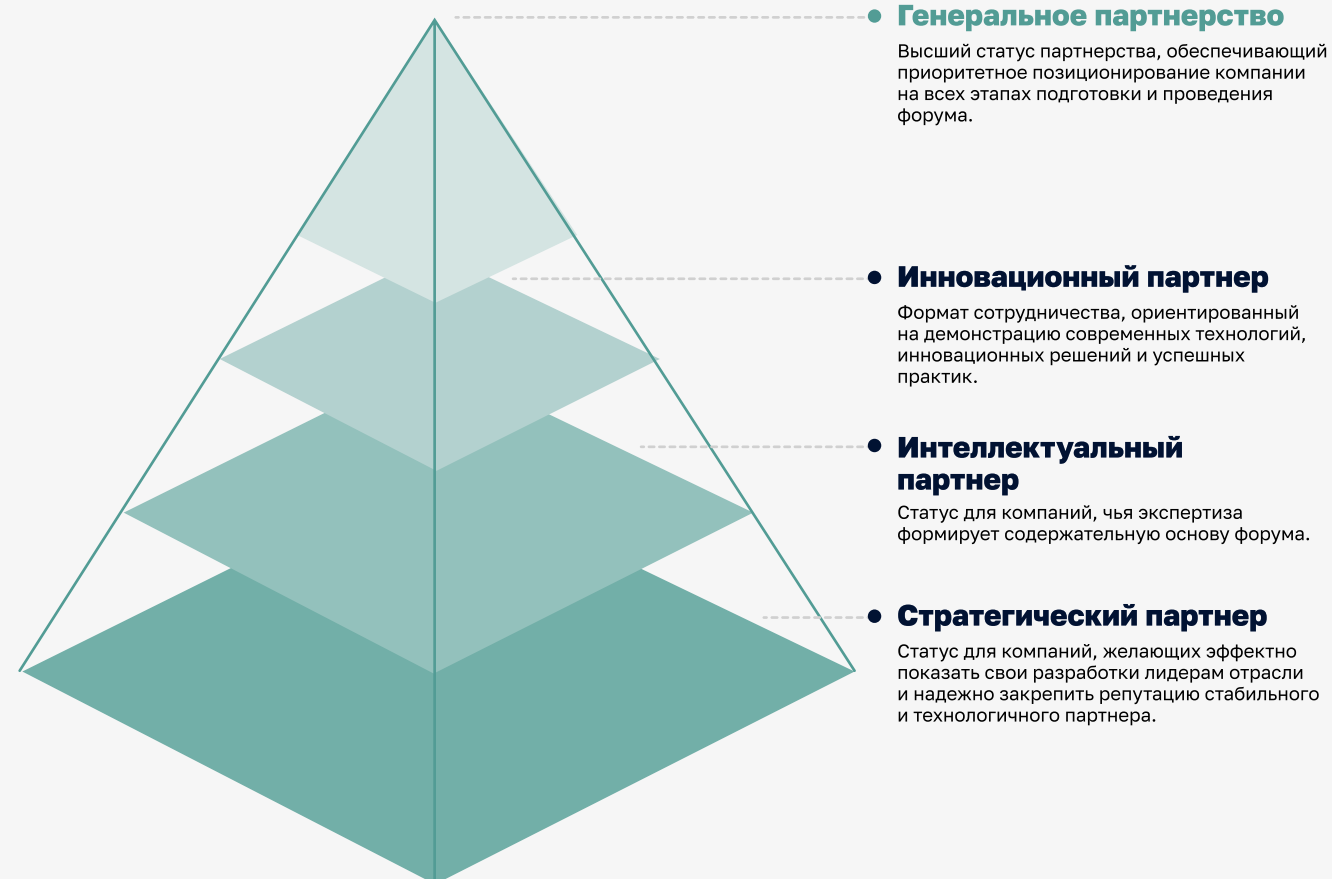 Генеральное партнерство
Высший статус партнерства, обеспечивающий
приоритетное позиционирование компании
на всех этапах подготовки и проведения
форума.
Инновационный партнер
Формат сотрудничества, ориентированный
на демонстрацию современных технологий,
инновационных решений и успешных
практик.
Интеллектуальный
партнер
Статус для компаний, чья экспертиза
формирует содержательную основу форума.
Стратегический партнер
Статус для компаний, желающих эффектно
показать свои разработки лидерам отрасли
и надежно закрепить репутацию стабильного
и технологичного партнера.